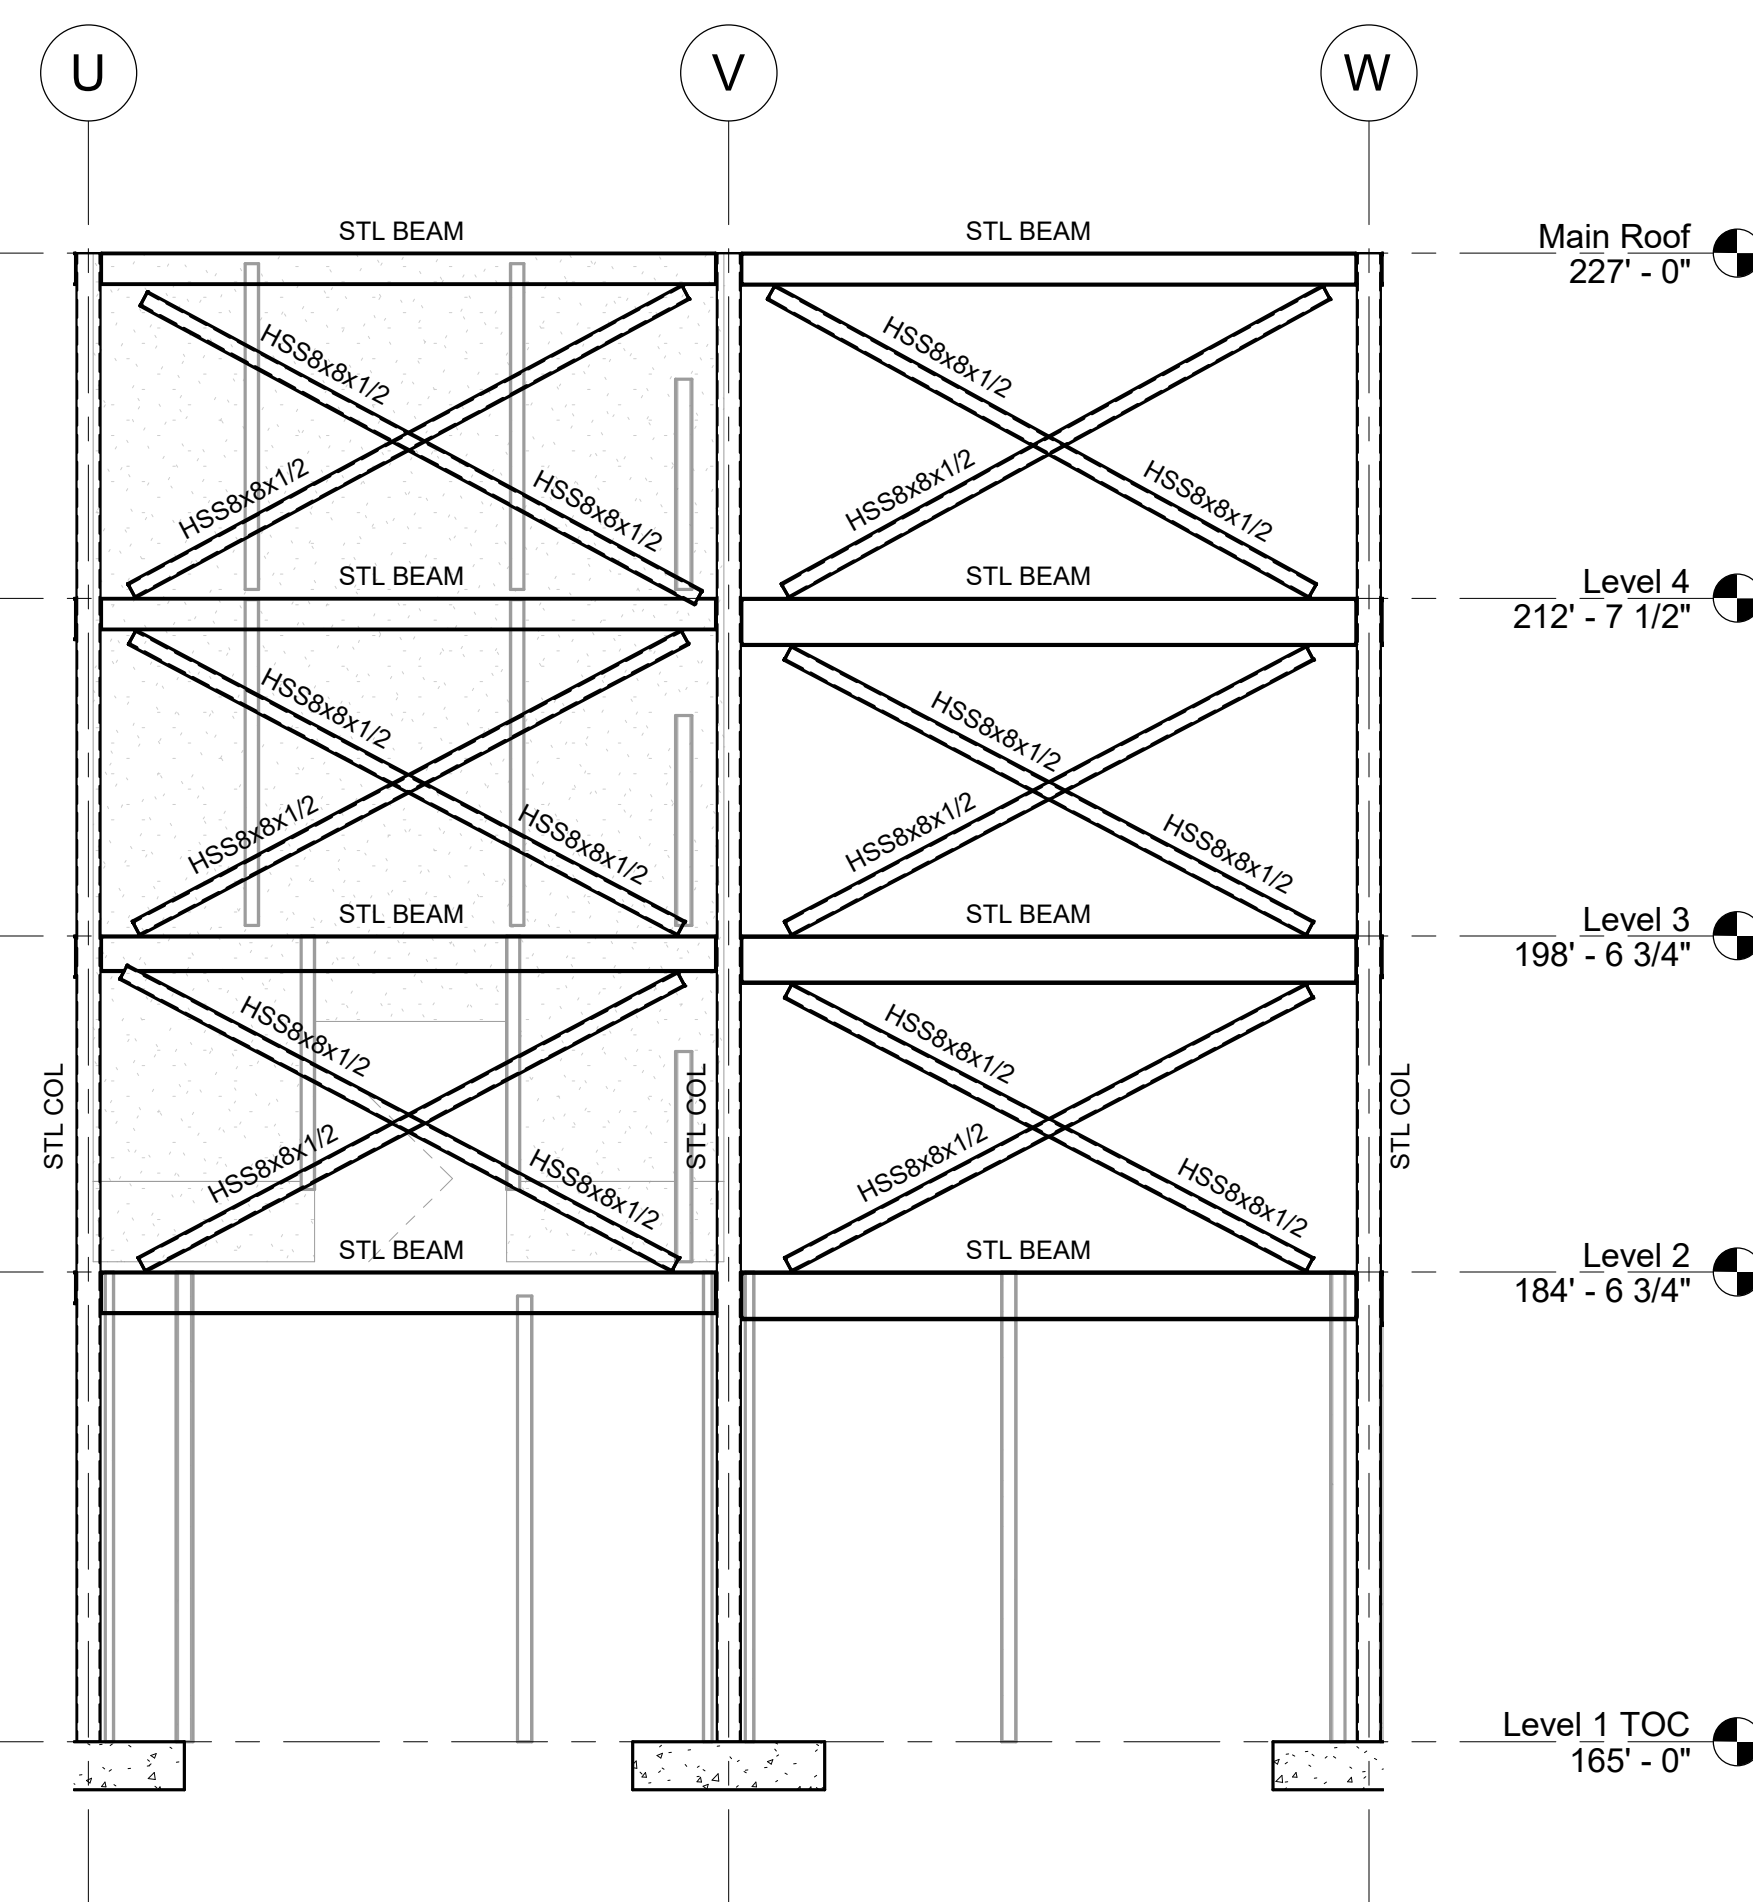 U V W
STL BEAM STL BEAM
Main Roof
227' - 0"
HSS8x8x1/2 HSS8x8x1/2
HSS8x8x1/2 HSS8x8x1/2 HSS8x8x1/2 HSS8x8x1/2
STL BEAM STL BEAM
Level 4
212' - 7 1/2"
HSS8x8x1/2 HSS8x8x1/2
HSS8x8x1/2 HSS8x8x1/2 HSS8x8x1/2 HSS8x8x1/2
STL BEAM STL BEAM
Level 3
198' - 6 3/4"
HSS8x8x1/2 HSS8x8x1/2
STL COL STL COL STL COL
HSS8x8x1/2 HSS8x8x1/2 HSS8x8x1/2 HSS8x8x1/2
STL BEAM STL BEAM
Level 2
184' - 6 3/4"
Level 1 TOC
165' - 0"